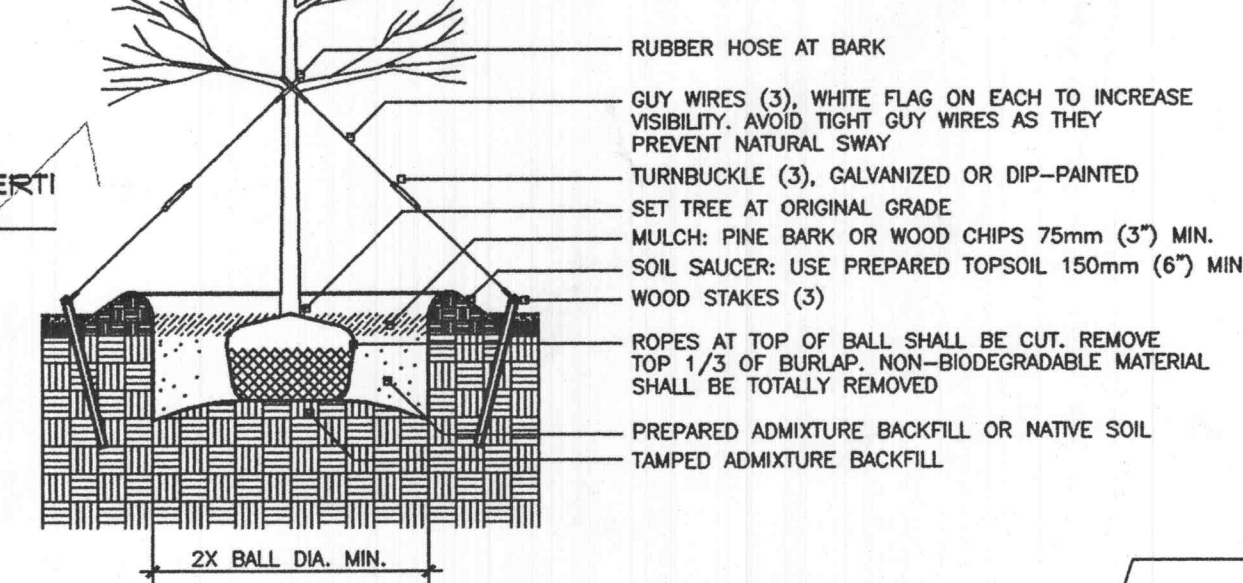 RUBBER HOSE AT BARK
GUY WIRES (3), WHITE FLAG ON EACH TO INCREASE
VISIBILITY. AVOID TIGHT GUY WIRES AS THEY
PREVENT NATURAL SWAY
ERTI
TURNBUCKLE (3), GALVANIZED OR DIP-PAINTED
SET TREE AT ORIGINAL GRADE
MULCH: PINE BARK OR WOOD CHIPS 75mm (3") MIN.
SOIL SAUCER: USE PREPARED TOPSOIL 150mm (6") MIN
WOOD STAKES (3)
ROPES AT TOP OF BALL SHALL BE CUT. REMOVE
TOP 1/3 OF BURLAP. NON-BIODEGRADABLE MATERIAL
SHALL BE TOTALLY REMOVED
PREPARED ADMIXTURE BACKFILL OR NATIVE SOIL
TAMPED ADMIXTURE BACKFILL
2X BALL DIA. MIN.